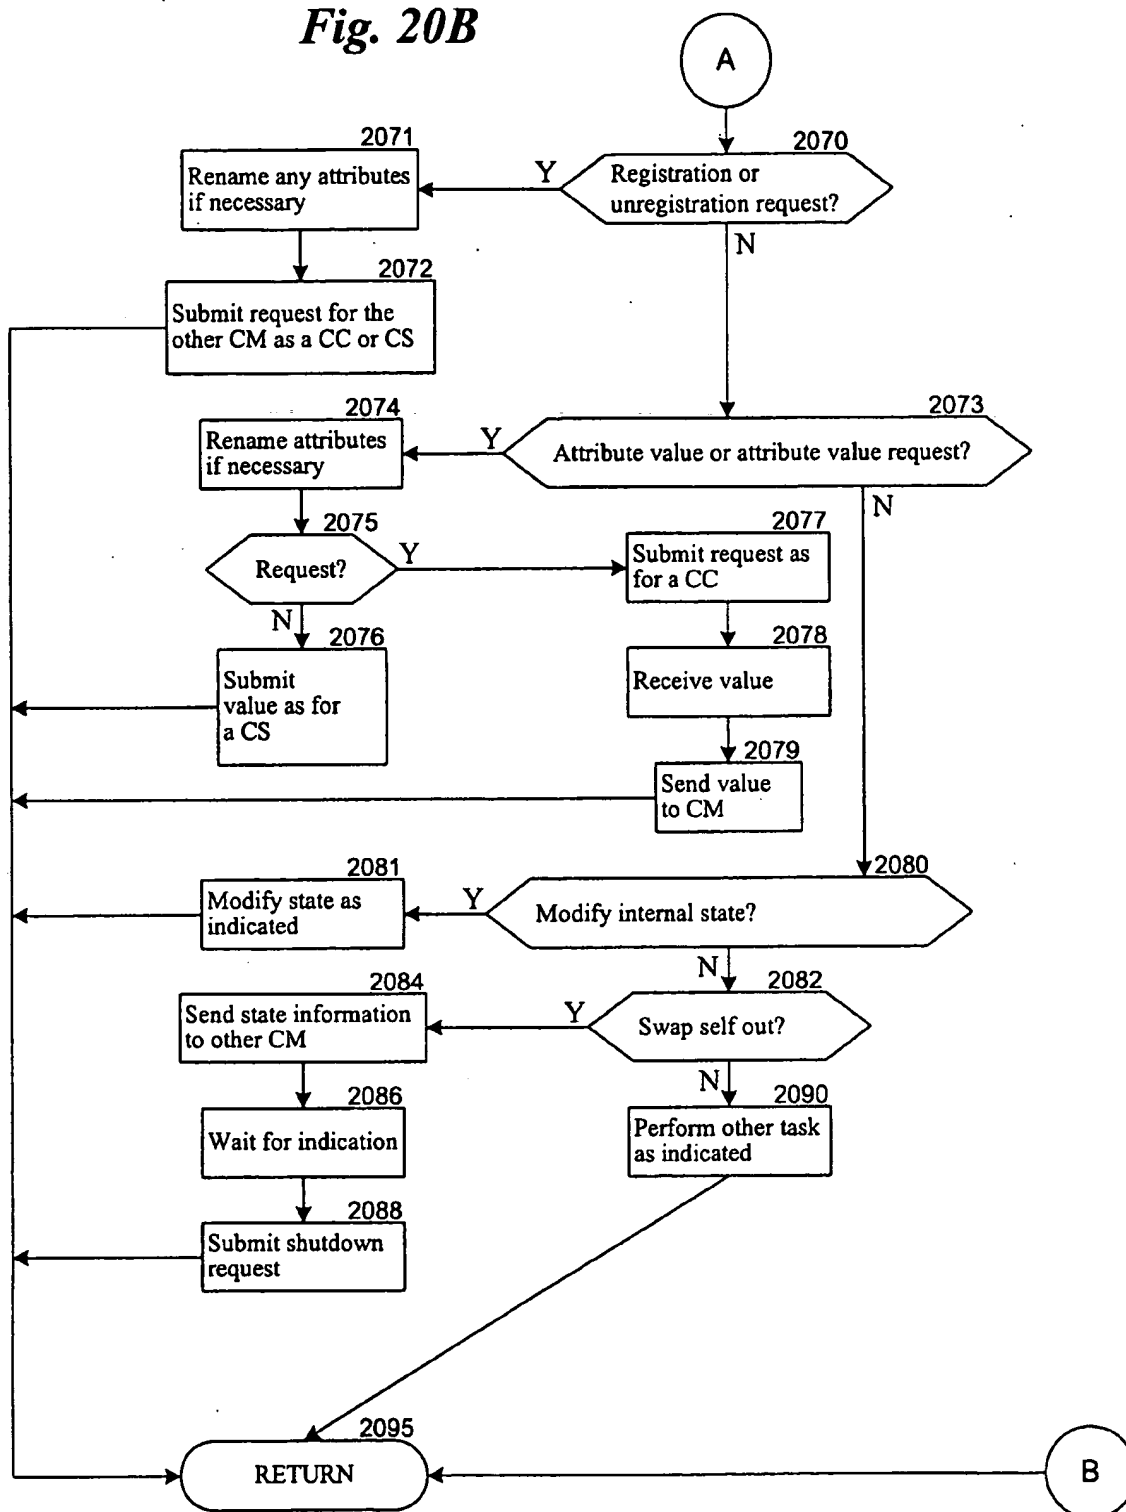 Fig. 20B
A
2071
2070
Rename any attributes
if necessary
Y
Registration or
unregistration request?
N
2072
Submit request for the
other CM as a CC or CS
2074
2073
Rename attributes
if necessary
Y
Attribute value or attribute value request?
N
2075
2077
Request?
Y
Submit request as
for a CC
N
2076
2078
Submit
value as for
a CS
Receive value
2079
Send value
to CM
2081
2080
Modify state as
indicated
Y
Modify internal state?
N
2084
2082
Send state information
to other CM
Y
Swap self out?
N
2086
2090
Wait for indication
Perform other task
as indicated
2088
Submit shutdown
request
2095
RETURN
B